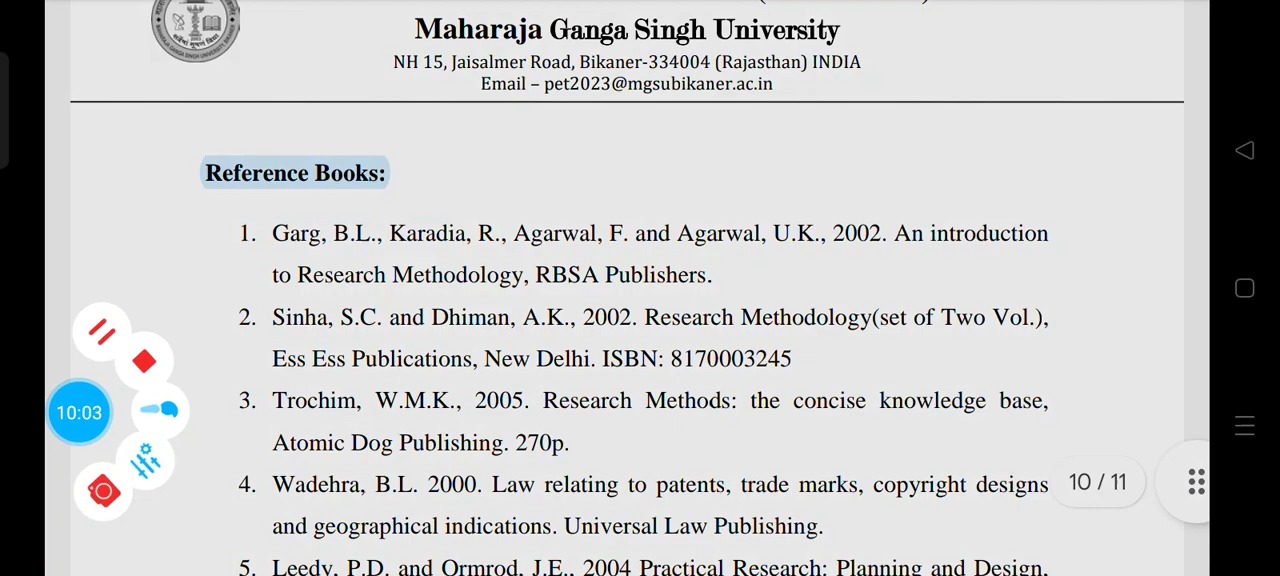 Maharaja Ganga Singh University
NH 15, Jaisalmer Road, Bikaner-334004 (Rajasthan) INDIA
Email – pet2023@mgsubikaner.ac.in
Reference Books:
1. Garg, B.L., Karadia, R., Agarwal, F. and Agarwal, U.K., 2002. An introduction
to Research Methodology, RBSA Publishers.
2. Sinha, S.C. and Dhiman, A.K., 2002. Research Methodology(set of Two Vol.),
Ess Ess Publications, New Delhi. ISBN: 8170003245
3. Trochim, W.M.K., 2005. Research Methods: the concise knowledge base,
Atomic Dog Publishing. 270p.
10:03
4. Wadehra, B.L. 2000. Law relating to patents, trade marks, copyright designs
and geographical indications. Universal Law Publishing.
10 / 11
5. Leedy, P.D. and Ormrod, J.E., 2004 Practical Research: Planning and Design,